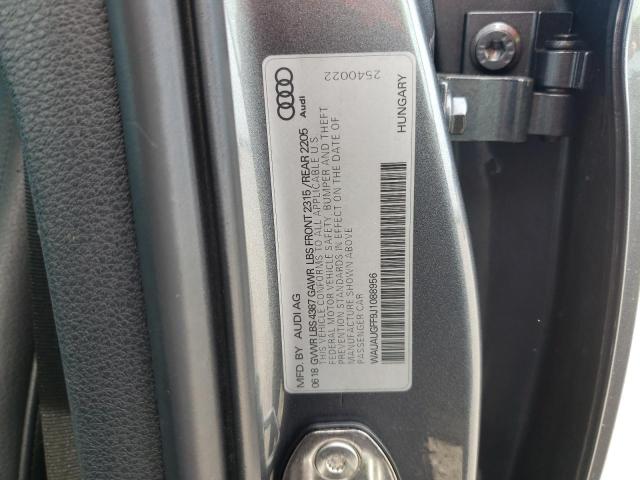 MFD. BY AUDI AG
Audi
06 18 GVWR LBS 4387 GAWR LBS FRONT 2315 / REAR 2205
THIS VEHICLE CONFORMS TO ALL APPLICABLE U.S.
FEDERAL MOTOR VEHICLE SAFETY, BUMPER AND THEFT
PREVENTION STANDARDS IN EFFECT ON THE DATE OF
MANUFACTURE SHOWN ABOVE
PASSENGER CAR
2540022
WAUAUGFF9J1088956
HUNGARY